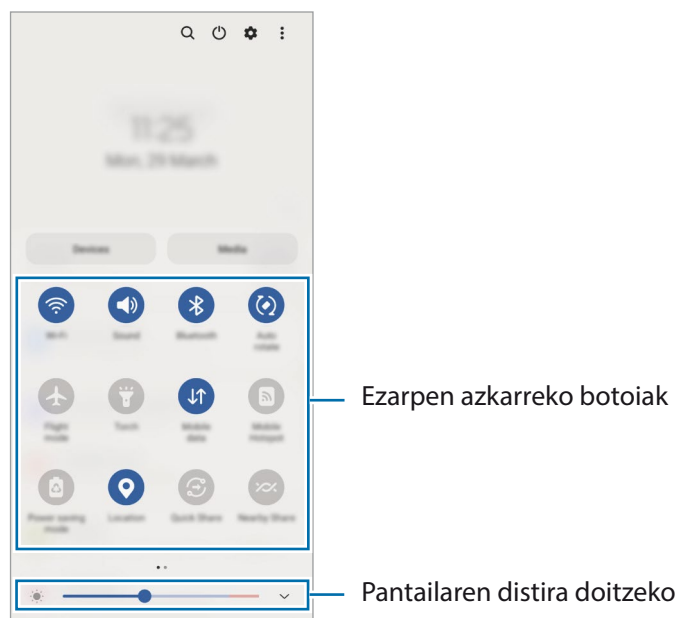 11:25
Mon, 29 March
Devices Media
Wi-Fi Sound Bluetooth Auto rotate
Flight mode Torch Mobile data Mobile Hotspot
Power saving mode Location Quick Share Nearby Share
Ezarpen azkarreko botoiak
Pantailaren distira doitzeko